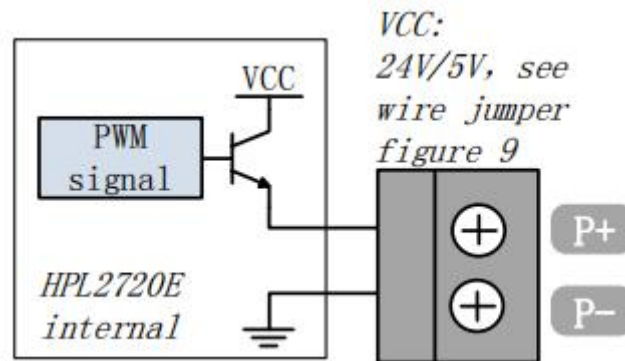 VCC:
24V/5V, see
wire jumper
figure 9
VCC
PWM
signal
P+
P-
HPL2720E
internal